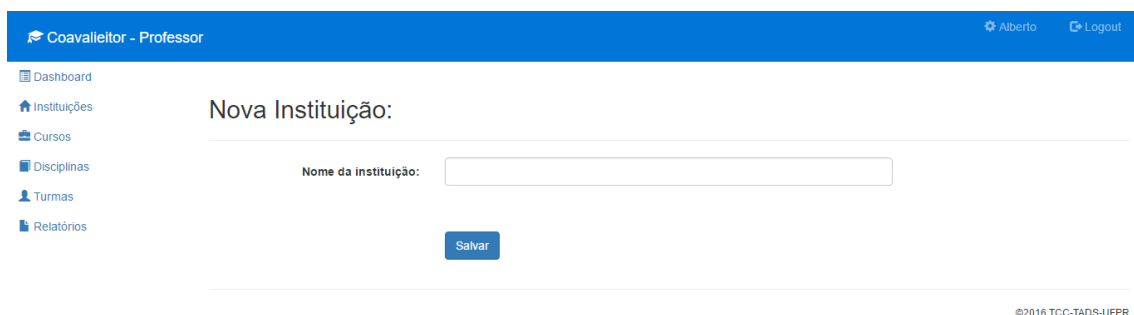 Coavalieitor - Professor
Alberto
Logout
Dashboard
Instituições
Cursos
Disciplinas
Turmas
Relatórios
Nova Instituição:
Nome da instituição:
Salvar
©2016 TCC-TADS-UFPR